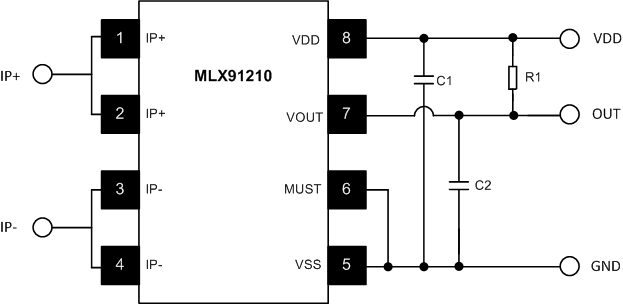 1 IP+ VDD 8 VDD
IP+ MLX91210 C1 R1
2 IP+ VOUT 7 OUT
3 IP- MUST 6 C2
IP-
4 IP- VSS 5 GND